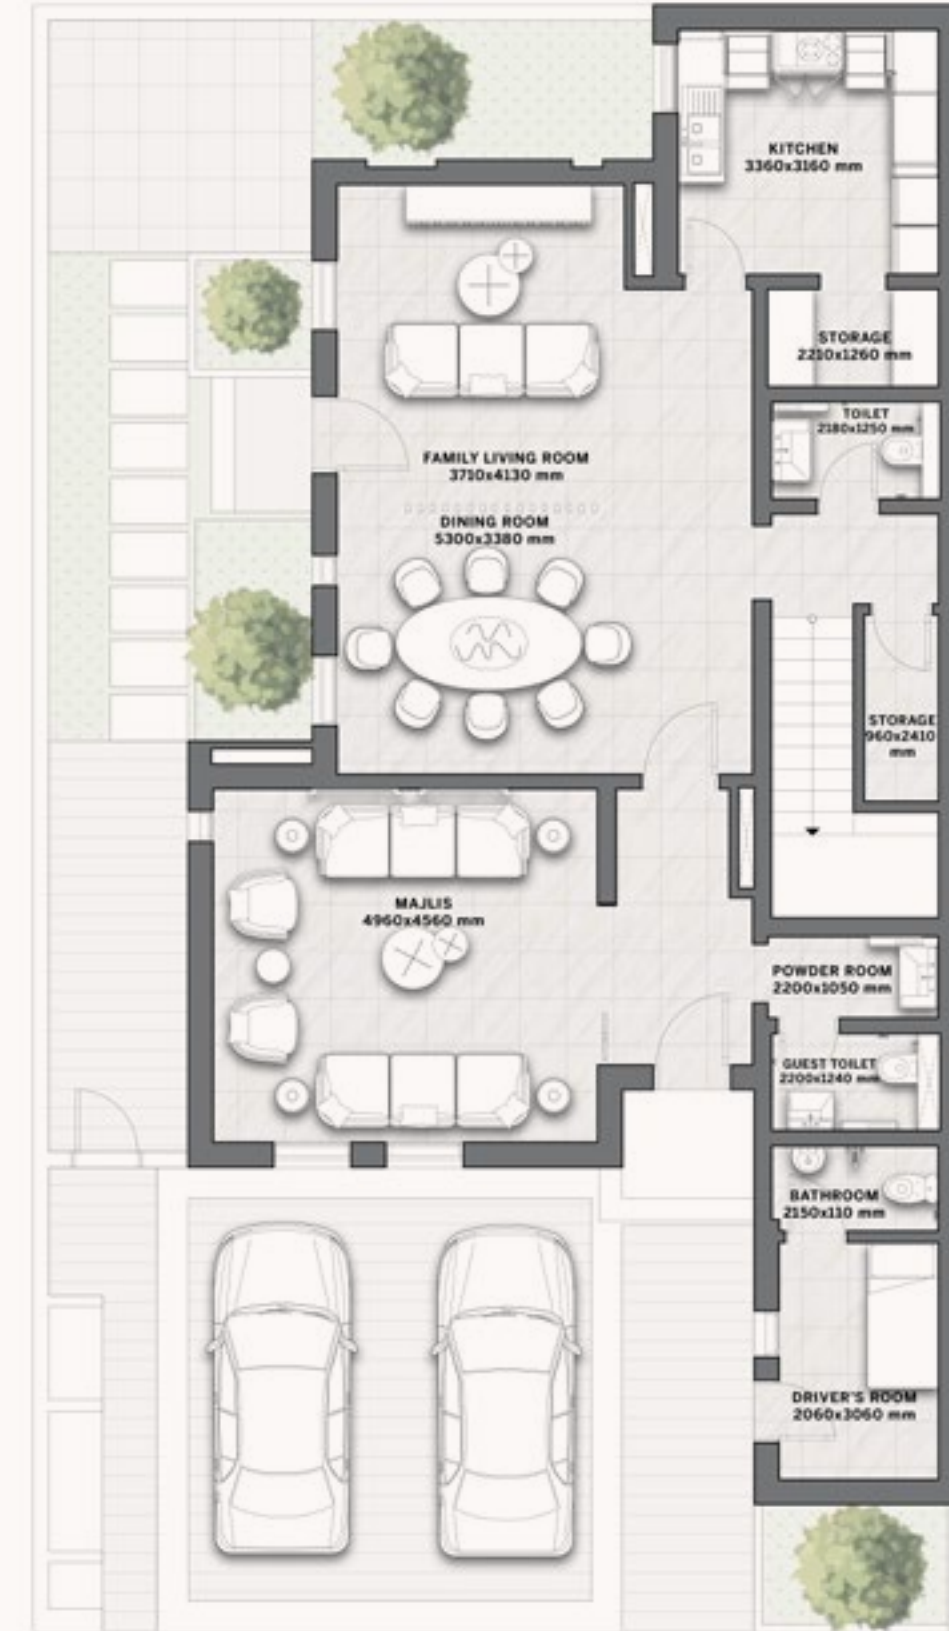 KITCHEN
3360x3160 mm
STORAGE
2210x1260 mm
TOILET
2180x1250 mm
FAMILY LIVING ROOM
3710x4130 mm
DINING ROOM
5300x3380 mm
STORAGE
960x2410
mm
MAJLIS
4960x4560 mm
POWDER ROOM
2200x1050 mm
GUEST TOILET
2200x1240 mm
BATHROOM
2150x110 mm
DRIVER'S ROOM
2060x3060 mm